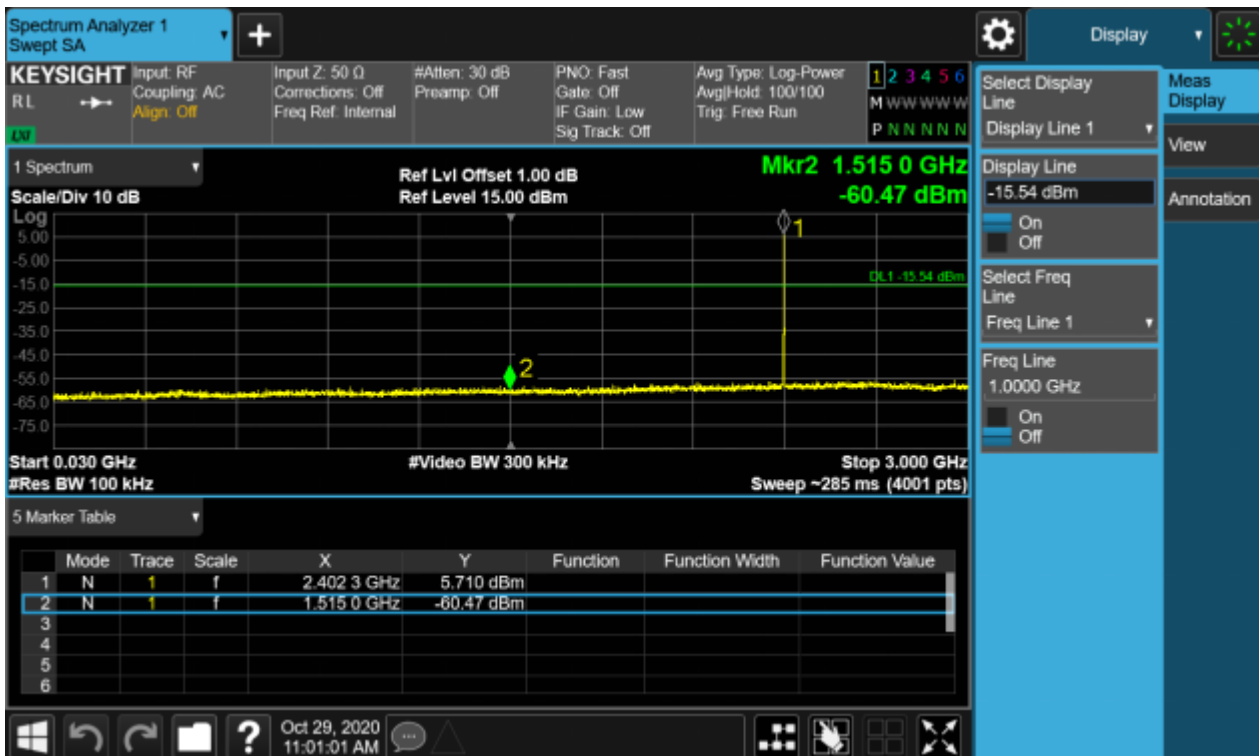 Spectrum Analyzer 1
Swept SA
+
Display
KEYSIGHT
RL
LXI
Input: RF
Coupling: AC
Align: Off
Input Z: 50 Ω
Corrections: Off
Freq Ref: Internal
#Atten: 30 dB
Preamp: Off
PNO: Fast
Gate: Off
IF Gain: Low
Sig Track: Off
Avg Type: Log-Power
Avg|Hold: 100/100
Trig: Free Run
1 2 3 4 5 6
M W W W W W
P N N N N N
1 Spectrum
Scale/Div 10 dB
Ref Lvl Offset 1.00 dB
Ref Level 15.00 dBm
Mkr2 1.515 0 GHz
-60.47 dBm
Log
5.00
-5.00
-15.0
-25.0
-35.0
-45.0
-55.0
-65.0
-75.0
1
DL1 -15.54 dBm
2
Start 0.030 GHz
#Video BW 300 kHz
Stop 3.000 GHz
#Res BW 100 kHz
Sweep ~285 ms (4001 pts)
5 Marker Table
Mode Trace Scale X Y Function Function Width Function Value
1 N 1 f 2.402 3 GHz 5.710 dBm
2 N 1 f 1.515 0 GHz -60.47 dBm
3
4
5
6
Select Display
Line
Display Line 1
Display Line
-15.54 dBm
On
Off
Select Freq
Line
Freq Line 1
Freq Line
1.0000 GHz
On
Off
Meas
Display
View
Annotation
?
Oct 29, 2020
11:01:01 AM